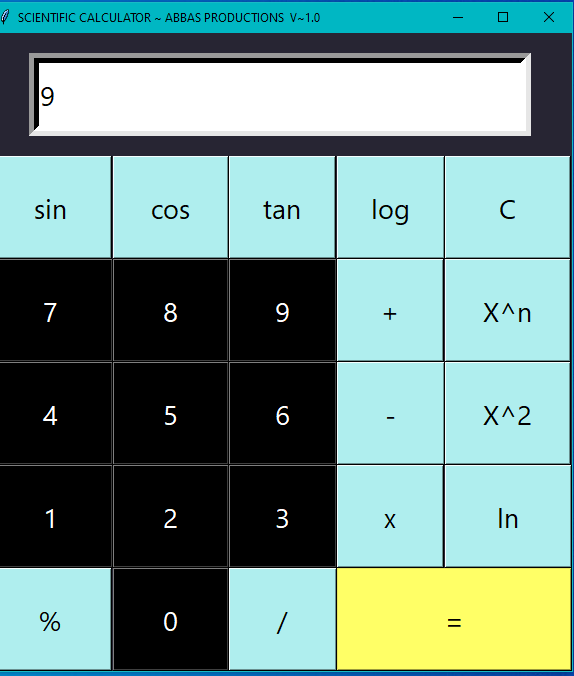 SCIENTIFIC CALCULATOR ~ ABBAS PRODUCTIONS V~1.0
9
sin cos tan log C
7 8 9 + X^n
4 5 6 - X^2
1 2 3 x ln
% 0 / =